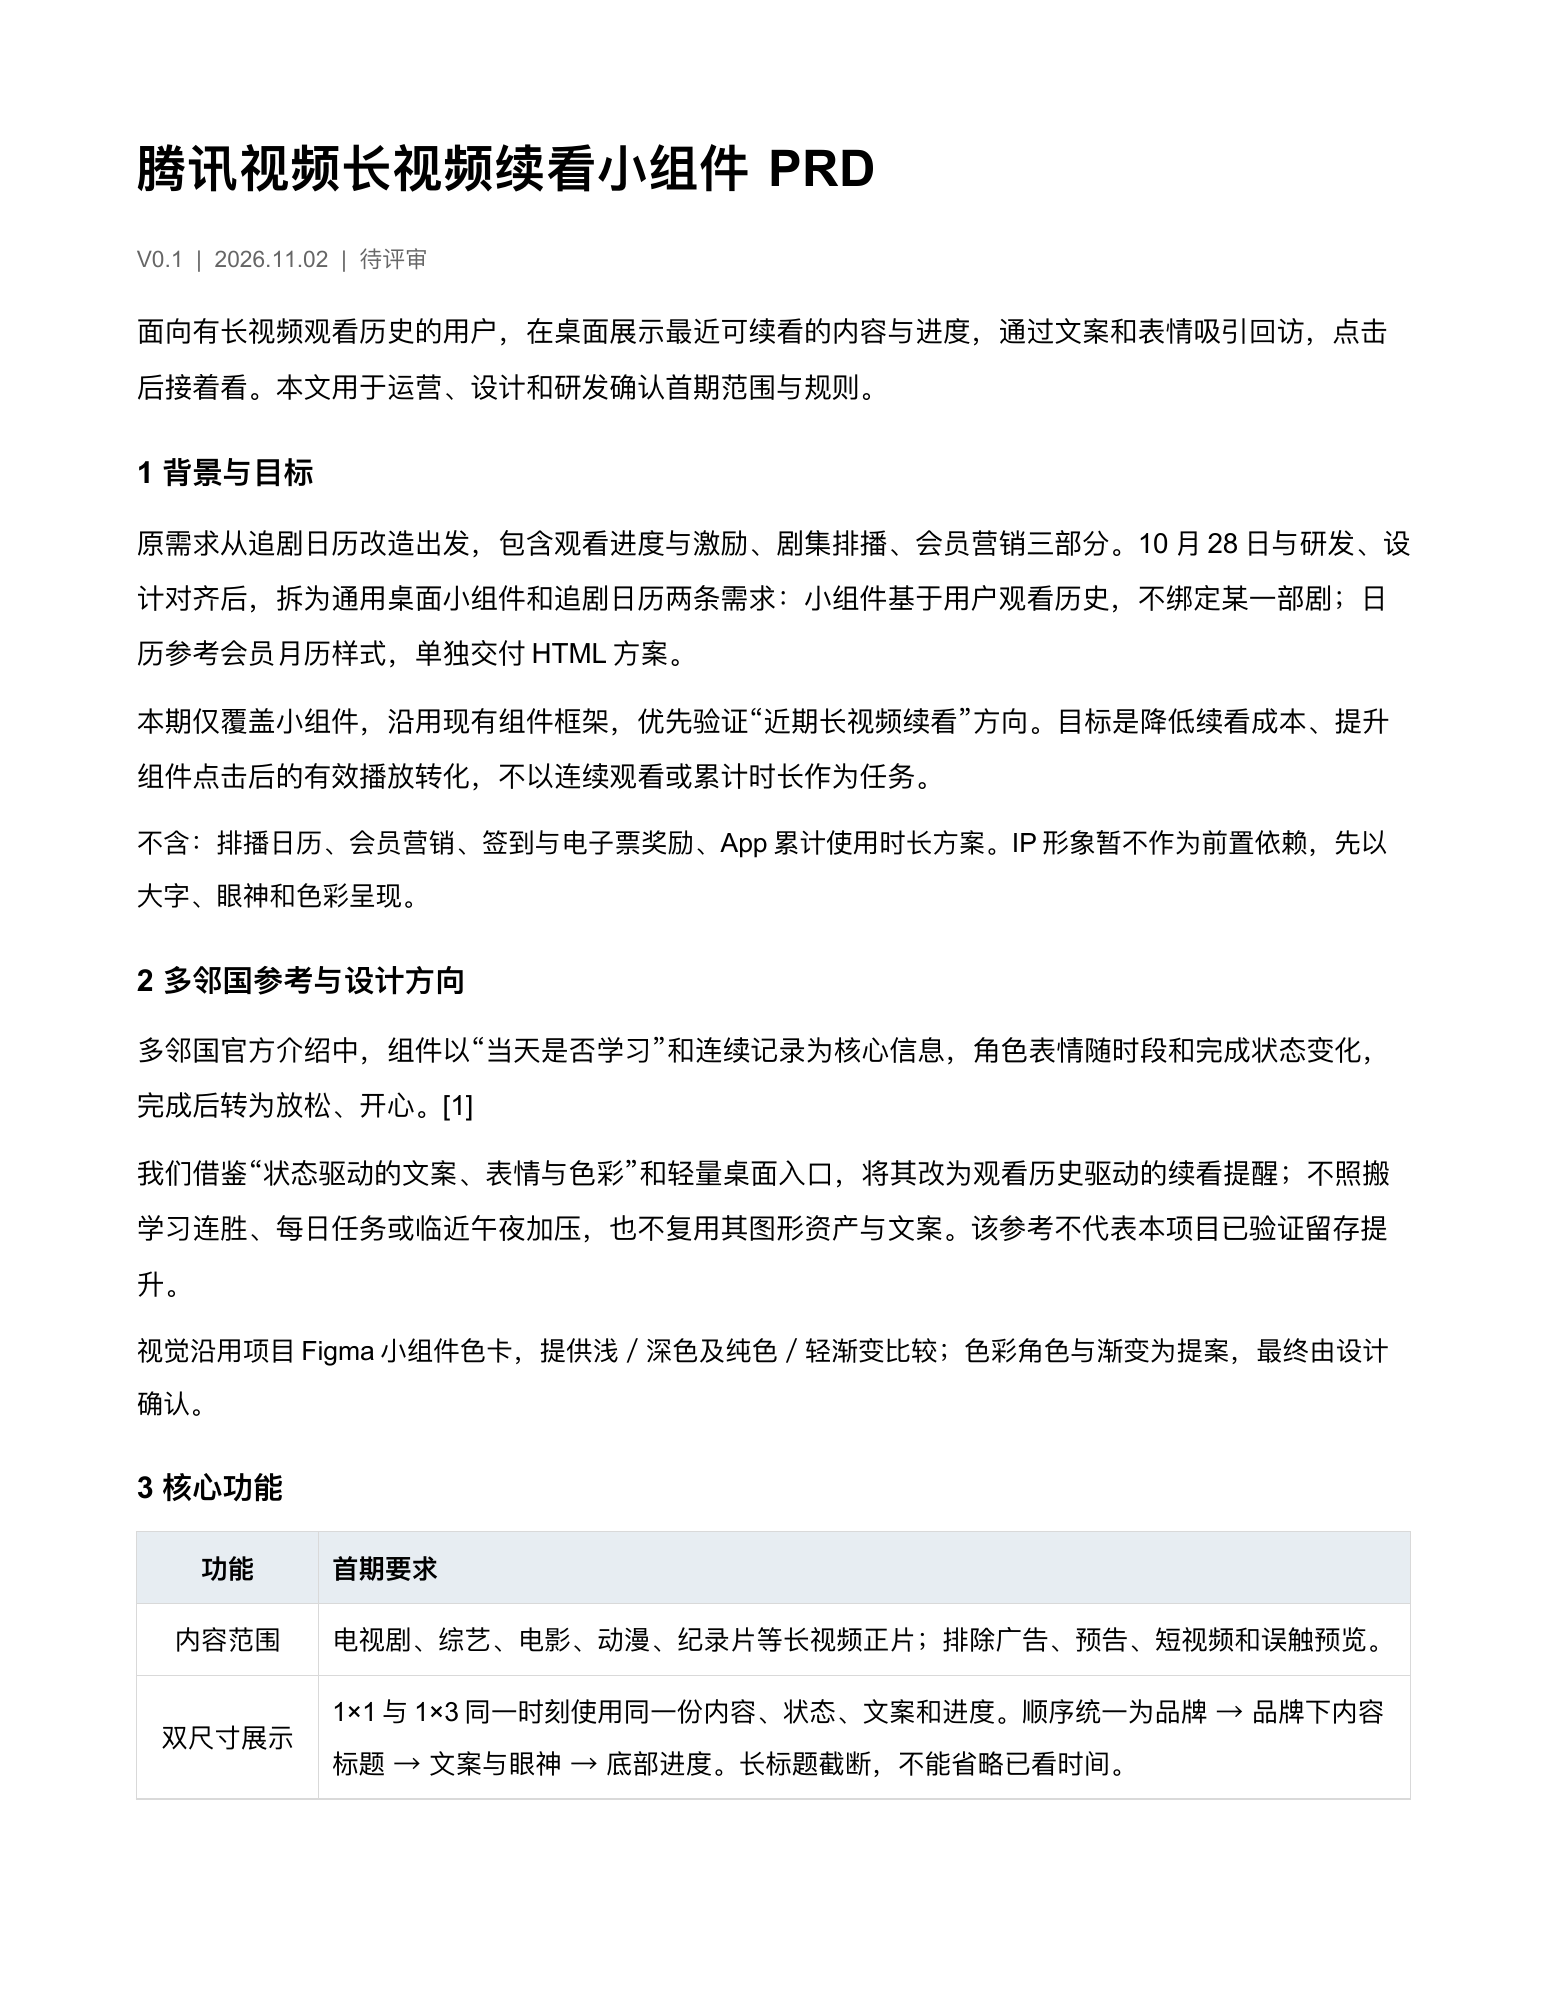 腾讯视频长视频续看小组件 PRD
V0.1 | 2026.11.02 | 待评审
面向有长视频观看历史的用户，在桌面展示最近可续看的内容与进度，通过文案和表情吸引回访，点击
后接着看。本文用于运营、设计和研发确认首期范围与规则。
1 背景与目标
原需求从追剧日历改造出发，包含观看进度与激励、剧集排播、会员营销三部分。10 月 28 日与研发、设
计对齐后，拆为通用桌面小组件和追剧日历两条需求：小组件基于用户观看历史，不绑定某一部剧；日
历参考会员月历样式，单独交付 HTML 方案。
本期仅覆盖小组件，沿用现有组件框架，优先验证“近期长视频续看”方向。目标是降低续看成本、提升
组件点击后的有效播放转化，不以连续观看或累计时长作为任务。
不含：排播日历、会员营销、签到与电子票奖励、App 累计使用时长方案。IP 形象暂不作为前置依赖，先以
大字、眼神和色彩呈现。
2 多邻国参考与设计方向
多邻国官方介绍中，组件以“当天是否学习”和连续记录为核心信息，角色表情随时段和完成状态变化，
完成后转为放松、开心。[1]
我们借鉴“状态驱动的文案、表情与色彩”和轻量桌面入口，将其改为观看历史驱动的续看提醒；不照搬
学习连胜、每日任务或临近午夜加压，也不复用其图形资产与文案。该参考不代表本项目已验证留存提
升。
视觉沿用项目 Figma 小组件色卡，提供浅 / 深色及纯色 / 轻渐变比较；色彩角色与渐变为提案，最终由设计
确认。
3 核心功能
功能 首期要求
内容范围 电视剧、综艺、电影、动漫、纪录片等长视频正片；排除广告、预告、短视频和误触预览。
双尺寸展示 1×1 与 1×3 同一时刻使用同一份内容、状态、文案和进度。顺序统一为品牌 → 品牌下内容
标题 → 文案与眼神 → 底部进度。长标题截断，不能省略已看时间。